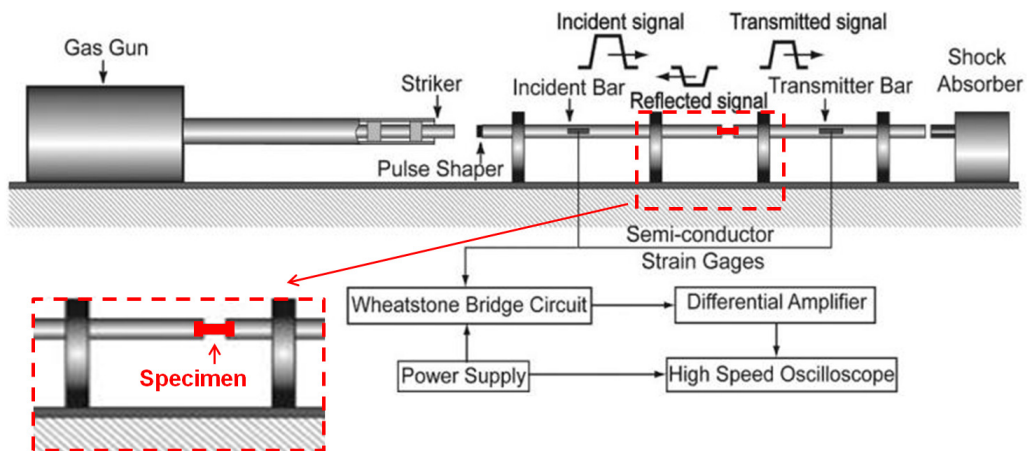 Incident signal
Transmitted signal
Gas Gun
Shock
Absorber
Striker
Incident Bar
Transmitter Bar
Reflected signal
Pulse Shaper
Semi-conductor
Strain Gages
Wheatstone Bridge Circuit
Differential Amplifier
Specimen
Power Supply
High Speed Oscilloscope